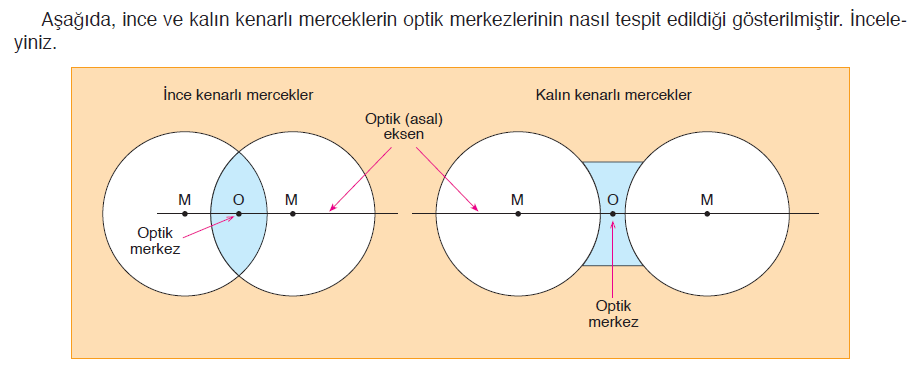 Aşağıda, ince ve kalın kenarlı merceklerin optik merkezlerinin nasıl tespit edildiği gösterilmiştir. İncele-
yiniz.
İnce kenarlı mercekler
Kalın kenarlı mercekler
Optik (asal)
eksen
M
O
M
M
O
M
Optik
merkez
Optik
merkez